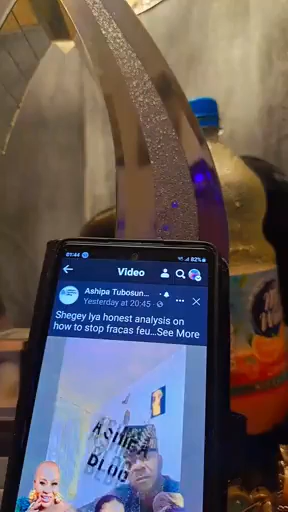 01:44
82%
Video
Ashipa Tubosun...
Yesterday at 20:45
Shegey Iya honest analysis on
how to stop fracas feu...See More
ASHIPA
BLOG